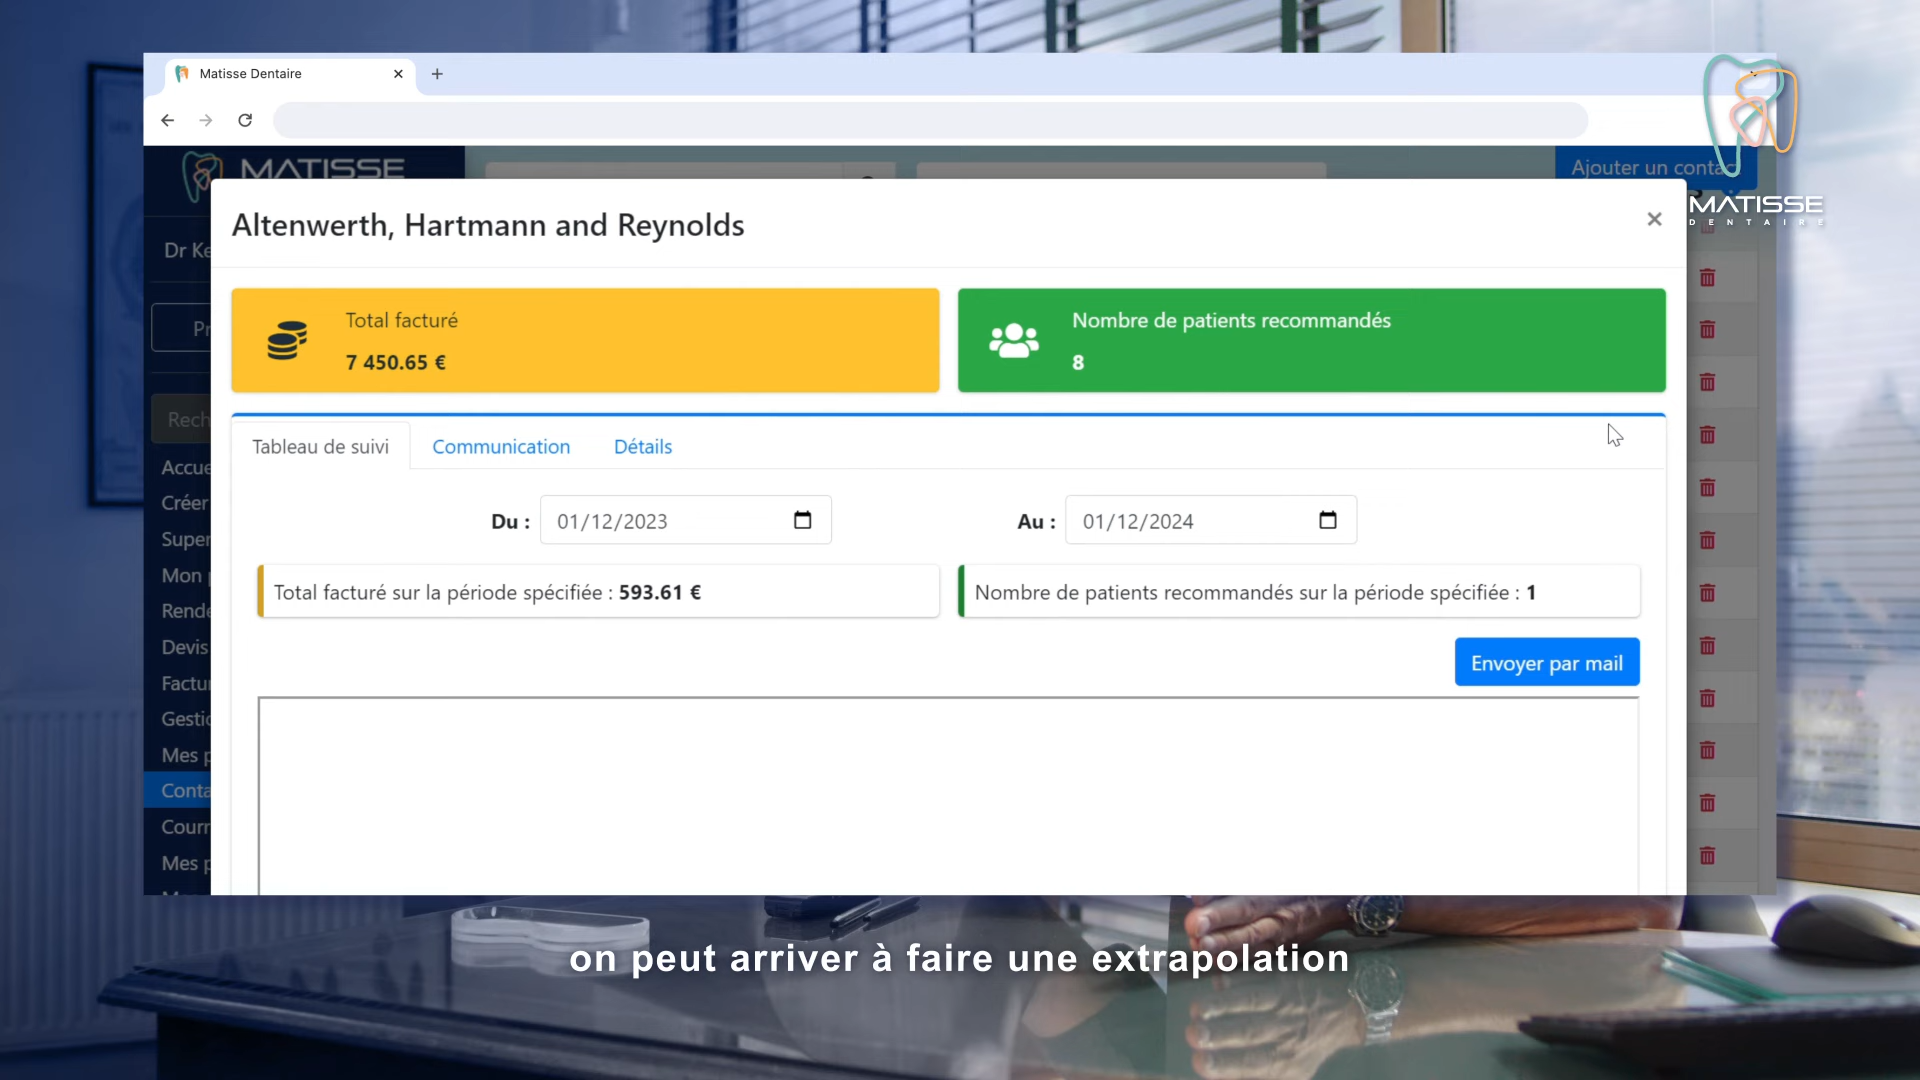 Matisse Dentaire
MATISSE
Ajouter un contac
MATISSE
DENTAIRE
Altenwerth, Hartmann and Reynolds
Dr Ke
Pr
Rech
Accue
Créer
Super
Mon p
Rende
Devis
Factur
Gestic
Mes p
Conta
Courr
Mes p
Total facturé
7 450.65 €
Nombre de patients recommandés
8
Tableau de suivi
Communication
Détails
Du : 01/12/2023
Au : 01/12/2024
Total facturé sur la période spécifiée : 593.61 €
Nombre de patients recommandés sur la période spécifiée : 1
Envoyer par mail
on peut arriver à faire une extrapolation